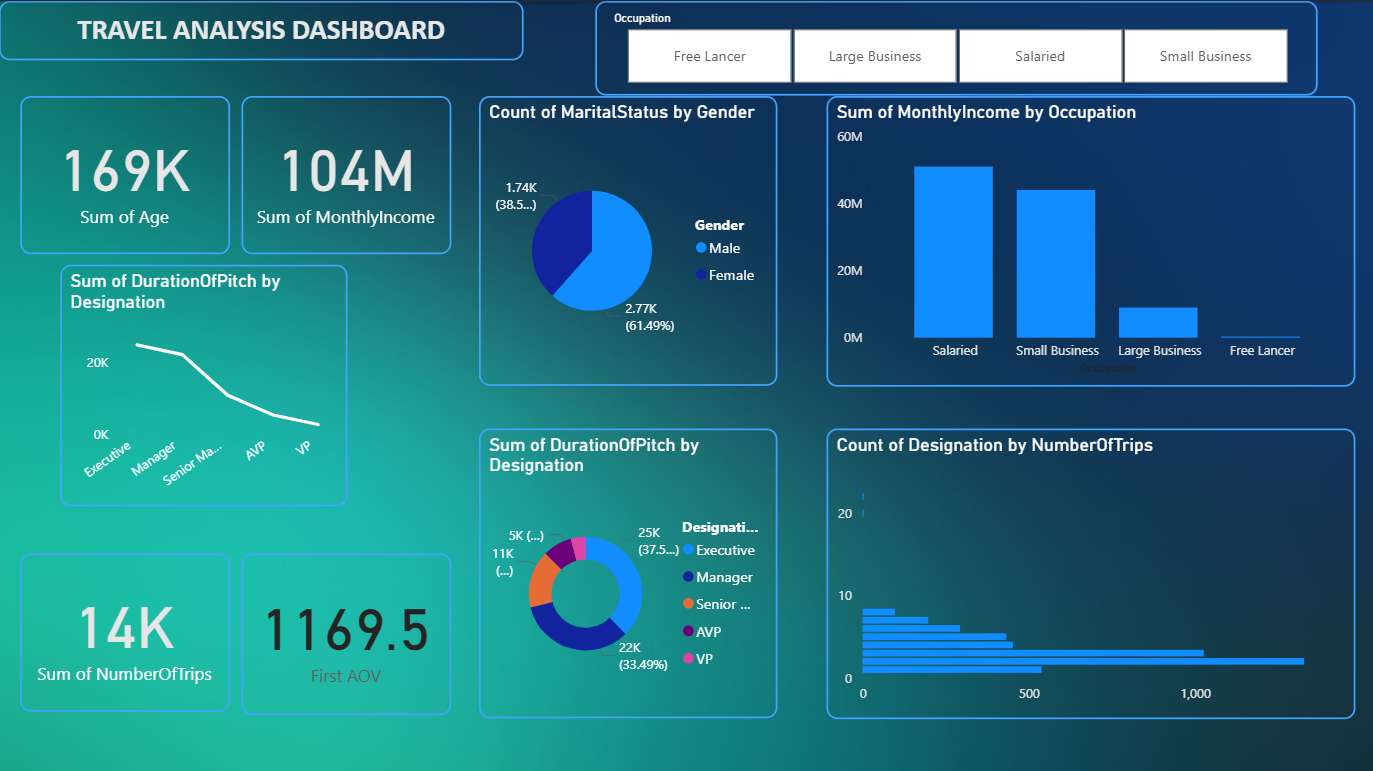 TRAVEL ANALYSIS DASHBOARD
Occupation
Free Lancer
Large Business
Salaried
Small Business
169K
Sum of Age
104M
Sum of MonthlyIncome
Count of MaritalStatus by Gender
1.74K
(38.5...)
2.77K
(61.49%)
Gender
Male
Female
Sum of MonthlyIncome by Occupation
60M
40M
20M
0M
Salaried
Small Business
Large Business
Free Lancer
Occupation
Sum of DurationOfPitch by
Designation
20K
0K
Executive
Manager
Senior Ma...
AVP
VP
Sum of DurationOfPitch by
Designation
5K (...)
11K
(...)
25K
(37.5...)
22K
(33.49%)
Designati...
Executive
Manager
Senior ...
AVP
VP
Count of Designation by NumberOfTrips
20
10
0
0
500
1,000
14K
Sum of NumberOfTrips
1169.5
First AOV